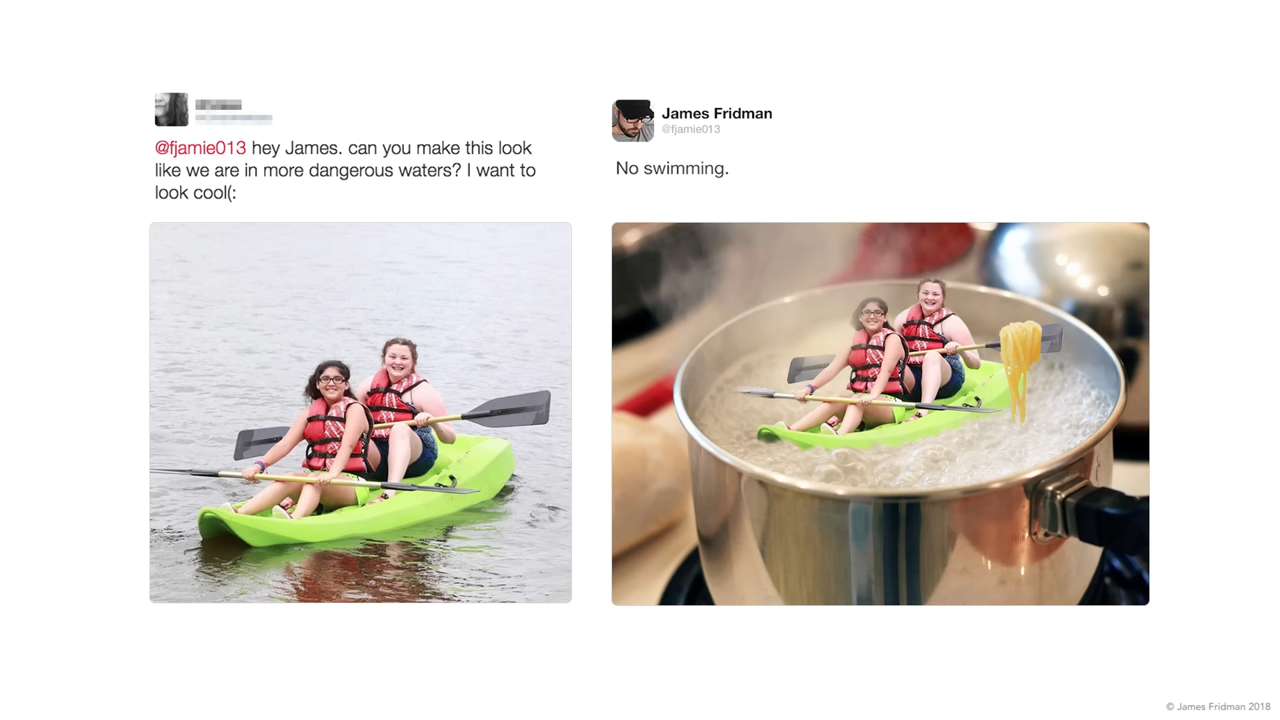 @fjamie013 hey James. can you make this look
like we are in more dangerous waters? I want to
look cool(:
James Fridman
@fjamie013
No swimming.
© James Fridman 2018